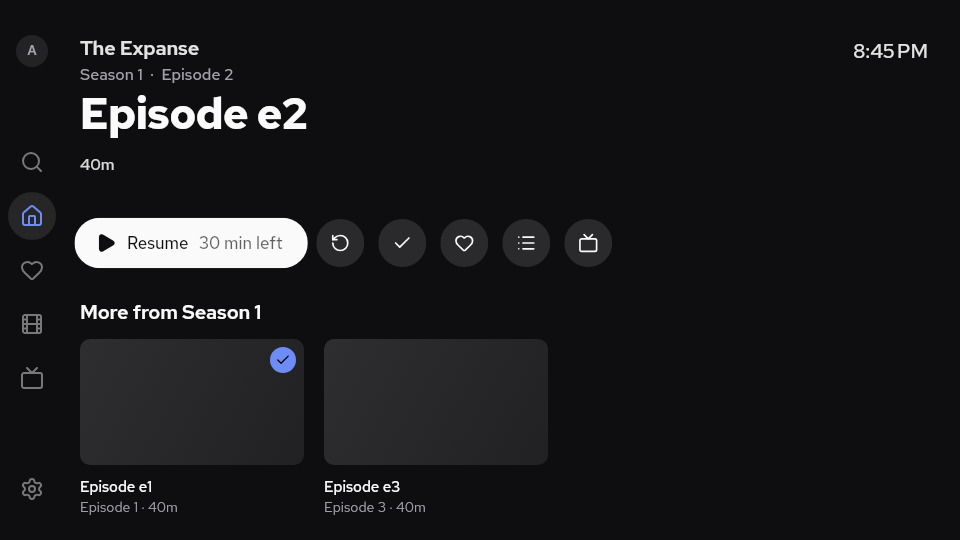 A
The Expanse
8:45 PM
Season 1 · Episode 2
Episode e2
40m
Resume 30 min left
More from Season 1
Episode e1
Episode 1 · 40m
Episode e3
Episode 3 · 40m